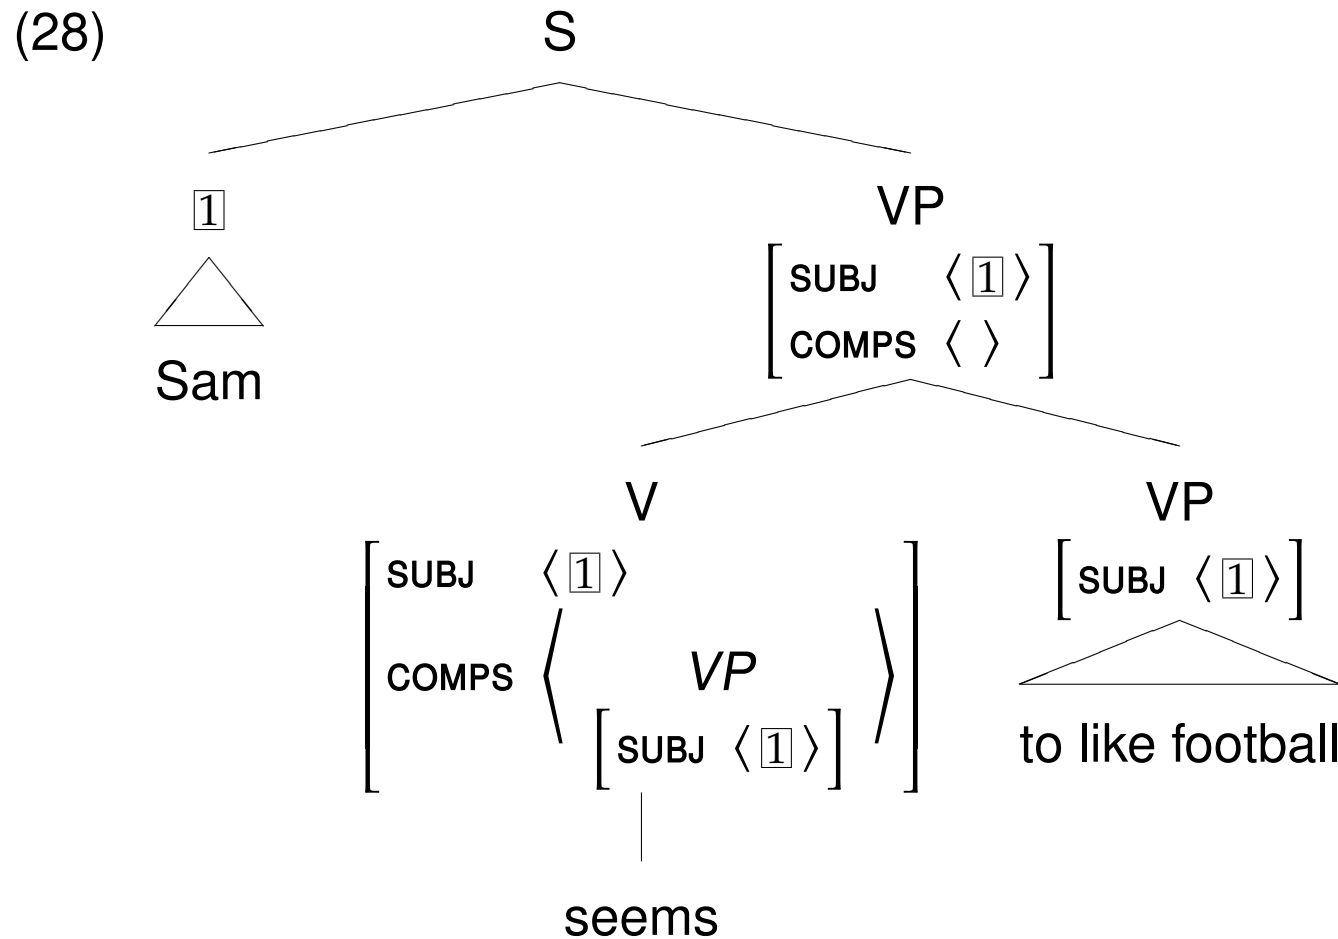 (28) S
1 VP
SUBJ ⟨ 1 ⟩
COMPS ⟨ ⟩
Sam
V VP
SUBJ ⟨ 1 ⟩ SUBJ ⟨ 1 ⟩
COMPS ⟨ VP ⟩
SUBJ ⟨ 1 ⟩ to like football
seems